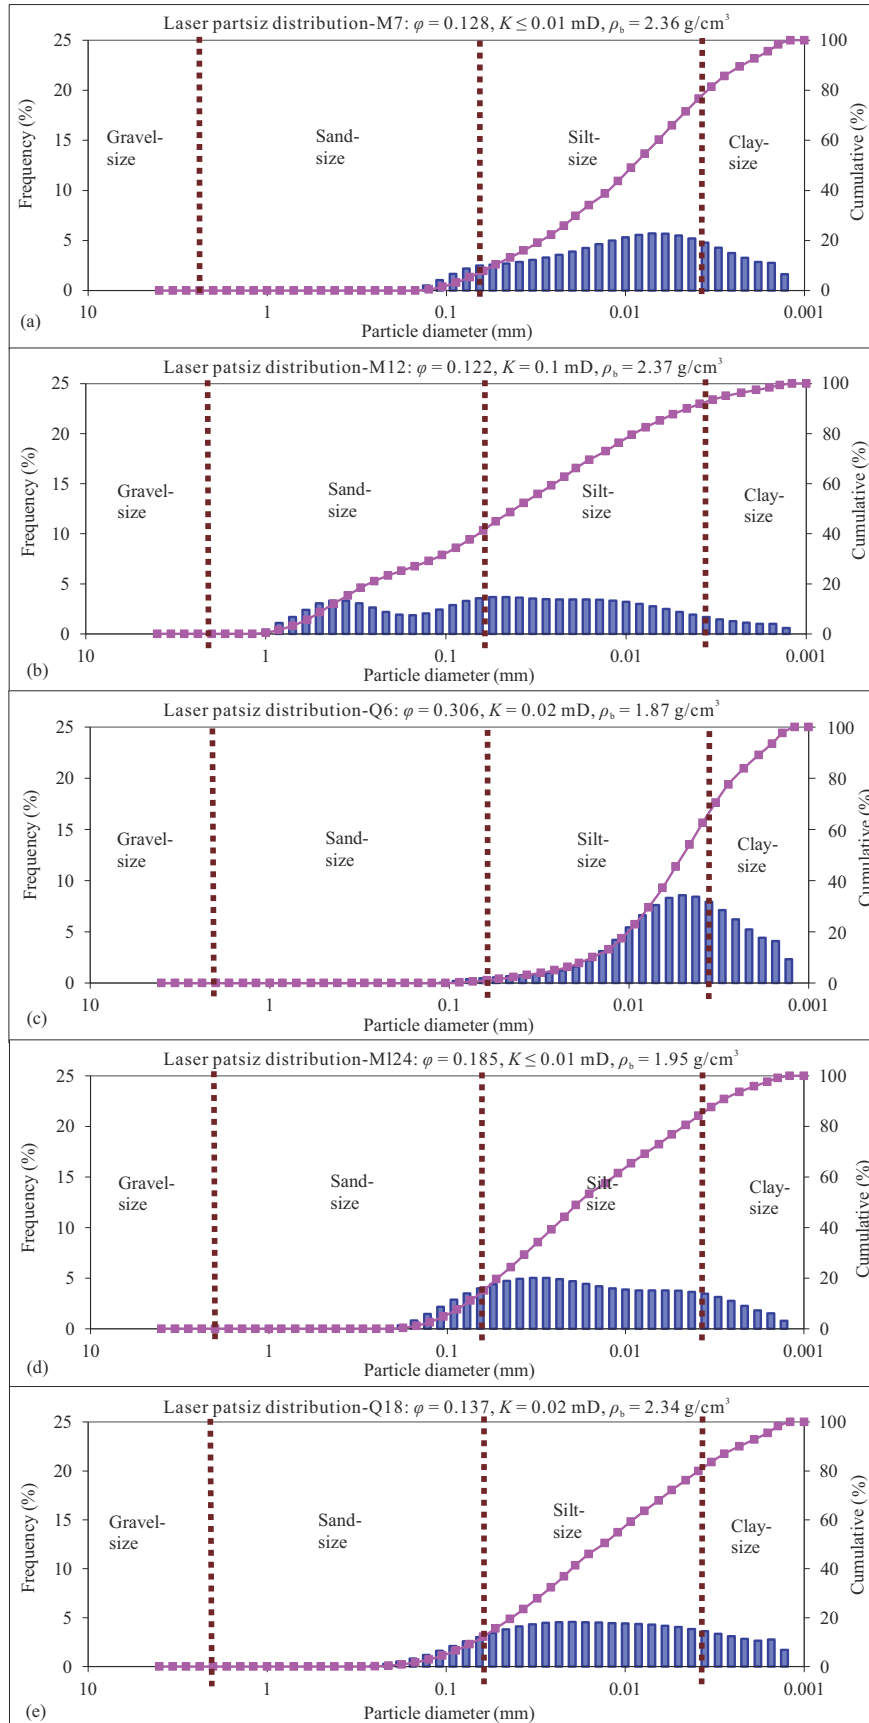 Laser partsiz distribution-M7: φ = 0.128, K ≤ 0.01 mD, ρb = 2.36 g/cm³
25
20
15
10
5
0
100
80
60
40
20
0
Frequency (%)
Cumulative (%)
Gravel-
size
Sand-
size
Silt-
size
Clay-
size
10
1
0.1
0.01
0.001
Particle diameter (mm)
(a)
Laser patsiz distribution-M12: φ = 0.122, K = 0.1 mD, ρb = 2.37 g/cm³
25
20
15
10
5
0
100
80
60
40
20
0
Frequency (%)
Cumulative (%)
Gravel-
size
Sand-
size
Silt-
size
Clay-
size
10
1
0.1
0.01
0.001
Particle diameter (mm)
(b)
Laser patsiz distribution-Q6: φ = 0.306, K = 0.02 mD, ρb = 1.87 g/cm³
25
20
15
10
5
0
100
80
60
40
20
0
Frequency (%)
Cumulative (%)
Gravel-
size
Sand-
size
Silt-
size
Clay-
size
10
1
0.1
0.01
0.001
Particle diameter (mm)
(c)
Laser patsiz distribution-Ml24: φ = 0.185, K ≤ 0.01 mD, ρb = 1.95 g/cm³
25
20
15
10
5
0
100
80
60
40
20
0
Frequency (%)
Cumulative (%)
Gravel-
size
Sand-
size
Silt-
size
Clay-
size
10
1
0.1
0.01
0.001
Particle diameter (mm)
(d)
Laser patsiz distribution-Q18: φ = 0.137, K = 0.02 mD, ρb = 2.34 g/cm³
25
20
15
10
5
0
100
80
60
40
20
0
Frequency (%)
Cumulative (%)
Gravel-
size
Sand-
size
Silt-
size
Clay-
size
10
1
0.1
0.01
0.001
Particle diameter (mm)
(e)